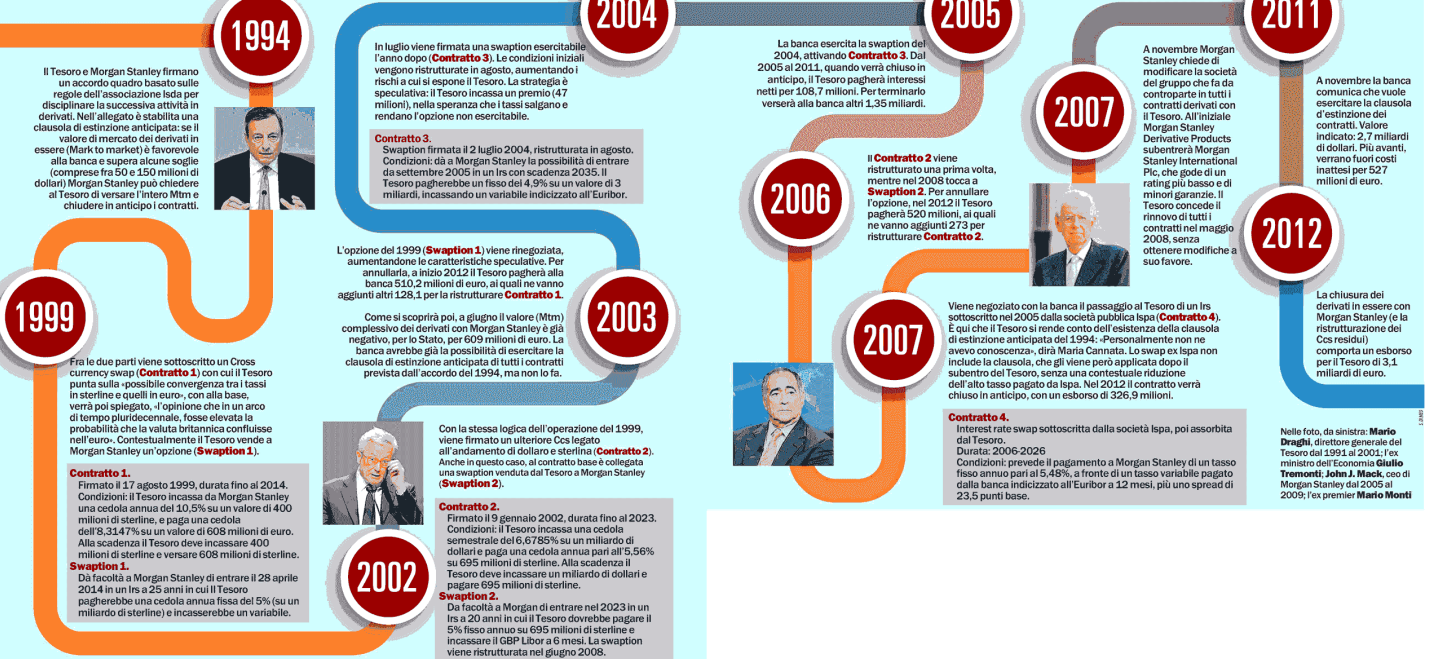 1994
Il Tesoro e Morgan Stanley firmano
un accordo quadro basato sulle
regole dell'associazione Isda per
disciplinare la successiva attività in
derivati. Nell'allegato è stabilita una
clausola di estinzione anticipata: se il
valore di mercato dei derivati in
essere (Mark to market) è favorevole
alla banca e supera alcune soglie
(comprese fra 50 e 150 milioni di
dollari) Morgan Stanley può chiedere
al Tesoro di versare l'intero Mtm e
chiudere in anticipo i contratti.
1999
Fra le due parti viene sottoscritto un Cross
currency swap (Contratto 1) con cui il Tesoro
punta sulla «possibile convergenza tra i tassi
in sterline e quelli in euro», con alla base,
verrà poi spiegato, «l'opinione che in un arco
di tempo pluridecennale, fosse elevata la
probabilità che la valuta britannica confluisse
nell'euro». Contestualmente il Tesoro vende a
Morgan Stanley un'opzione (Swaption 1).
Contratto 1.
Firmato il 17 agosto 1999, durata fino al 2014.
Condizioni: il Tesoro incassa da Morgan Stanley
una cedola annua del 10,5% su un valore di 400
milioni di sterline, e paga una cedola
dell'8,3147% su un valore di 608 milioni di euro.
Alla scadenza il Tesoro deve incassare 400
milioni di sterline e versare 608 milioni di sterline.
Swaption 1.
Dà facoltà a Morgan Stanley di entrare il 28 aprile
2014 in un Irs a 25 anni in cui Il Tesoro
pagherebbe una cedola annua fissa del 5% (su un
miliardo di sterline) e incasserebbe un variabile.
2002
Con la stessa logica dell'operazione del 1999,
viene firmato un ulteriore Ccs legato
all'andamento di dollaro e sterlina (Contratto 2).
Anche in questo caso, al contratto base è collegata
una swaption venduta dal Tesoro a Morgan Stanley
(Swaption 2).
Contratto 2.
Firmato il 9 gennaio 2002, durata fino al 2023.
Condizioni: il Tesoro incassa una cedola
semestrale del 6,6785% su un miliardo di
dollari e paga una cedola annua pari all'5,56%
su 695 milioni di sterline. Alla scadenza il
Tesoro deve incassare un miliardo di dollari e
pagare 695 milioni di sterline.
Swaption 2.
Da facoltà a Morgan di entrare nel 2023 in un
Irs a 20 anni in cui il Tesoro dovrebbe pagare il
5% fisso annuo su 695 milioni di sterline e
incassare il GBP Libor a 6 mesi. La swaption
viene ristrutturata nel giugno 2008.
2003
L'opzione del 1999 (Swaption 1) viene rinegoziata,
aumentandone le caratteristiche speculative. Per
annullarla, a inizio 2012 il Tesoro pagherà alla
banca 510,2 milioni di euro, ai quali ne vanno
aggiunti altri 128,1 per la ristrutturare Contratto 1.
Come si scoprirà poi, a giugno il valore (Mtm)
complessivo dei derivati con Morgan Stanley è già
negativo, per lo Stato, per 609 milioni di euro. La
banca avrebbe già la possibilità di esercitare la
clausola di estinzione anticipata di tutti i contratti
prevista dall'accordo del 1994, ma non lo fa.
2004
In luglio viene firmata una swaption esercitabile
l'anno dopo (Contratto 3). Le condizioni iniziali
vengono ristrutturate in agosto, aumentando i
rischi a cui si espone il Tesoro. La strategia è
speculativa: il Tesoro incassa un premio (47
milioni), nella speranza che i tassi salgano e
rendano l'opzione non esercitabile.
Contratto 3.
Swaption firmata il 2 luglio 2004, ristrutturata in agosto.
Condizioni: dà a Morgan Stanley la possibilità di entrare
da settembre 2005 in un Irs con scadenza 2035. Il
Tesoro pagherebbe un fisso del 4,9% su un valore di 3
miliardi, incassando un variabile indicizzato all'Euribor.
2005
La banca esercita la swaption del
2004, attivando Contratto 3. Dal
2005 al 2011, quando verrà chiuso in
anticipo, il Tesoro pagherà interessi
netti per 108,7 milioni. Per terminarlo
verserà alla banca altri 1,35 miliardi.
2006
Il Contratto 2 viene
ristrutturato una prima volta,
mentre nel 2008 tocca a
Swaption 2. Per annullare
l'opzione, nel 2012 il Tesoro
pagherà 520 milioni, ai quali
ne vanno aggiunti 273 per
ristrutturare Contratto 2.
2007
Viene negoziato con la banca il passaggio al Tesoro di un Irs
sottoscritto nel 2005 dalla società pubblica Ispa (Contratto 4).
È qui che il Tesoro si rende conto dell'esistenza della clausola
di estinzione anticipata del 1994: «Personalmente non ne
avevo conoscenza», dirà Maria Cannata. Lo swap ex Ispa non
include la clausola, che gli viene però applicata dopo il
subentro del Tesoro, senza una contestuale riduzione
dell'alto tasso pagato da Ispa. Nel 2012 il contratto verrà
chiuso in anticipo, con un esborso di 326,9 milioni.
Contratto 4.
Interest rate swap sottoscritta dalla società Ispa, poi assorbita
dal Tesoro.
Durata: 2006-2026
Condizioni: prevede il pagamento a Morgan Stanley di un tasso
fisso annuo pari al 5,48%, a fronte di un tasso variabile pagato
dalla banca indicizzato all'Euribor a 12 mesi, più uno spread di
23,5 punti base.
2007
A novembre Morgan
Stanley chiede di
modificare la società
del gruppo che fa da
controparte in tutti i
contratti derivati con
il Tesoro. All'iniziale
Morgan Stanley
Derivative Products
subentrerà Morgan
Stanley International
Plc, che gode di un
rating più basso e di
minori garanzie. Il
Tesoro concede il
rinnovo di tutti i
contratti nel maggio
2008, senza
ottenere modifiche a
suo favore.
2011
A novembre la banca
comunica che vuole
esercitare la clausola
d'estinzione dei
contratti. Valore
indicato: 2,7 miliardi
di dollari. Più avanti,
verrano fuori costi
inattesi per 527
milioni di euro.
2012
La chiusura dei
derivati in essere con
Morgan Stanley (e la
ristrutturazione dei
Ccs residui)
comporta un esborso
per il Tesoro di 3,1
miliardi di euro.
Nelle foto, da sinistra: Mario
Draghi, direttore generale del
Tesoro dal 1991 al 2001; l'ex
ministro dell'Economia Giulio
Tremonti; John J. Mack, ceo di
Morgan Stanley dal 2005 al
2009; l'ex premier Mario Monti